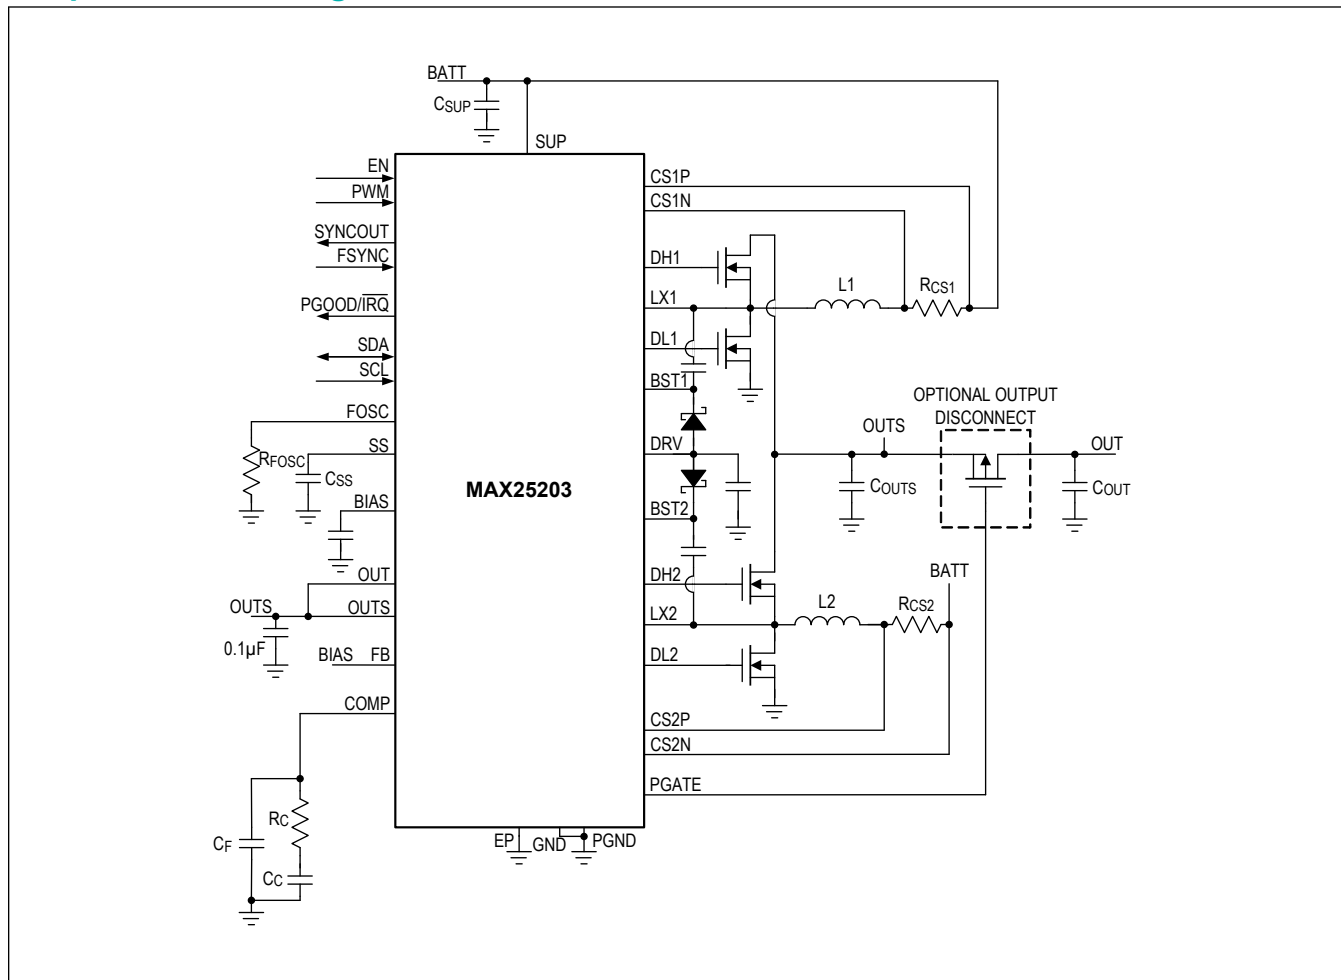 BATT
CSUP
SUP
EN
PWM
SYNCOUT
FSYNC
PGOOD/IRQ
SDA
SCL
FOSC
RFOSC
SS
CSS
BIAS
OUT
OUTS
OUTS
0.1µF
BIAS FB
COMP
RC
CF
CC
MAX25203
EP
GND
PGND
CS1P
CS1N
DH1
LX1
DL1
BST1
DRV
BST2
DH2
LX2
DL2
CS2P
CS2N
PGATE
L1
RCS1
OPTIONAL OUTPUT
DISCONNECT
OUTS
OUT
COUTS
COUT
BATT
L2
RCS2